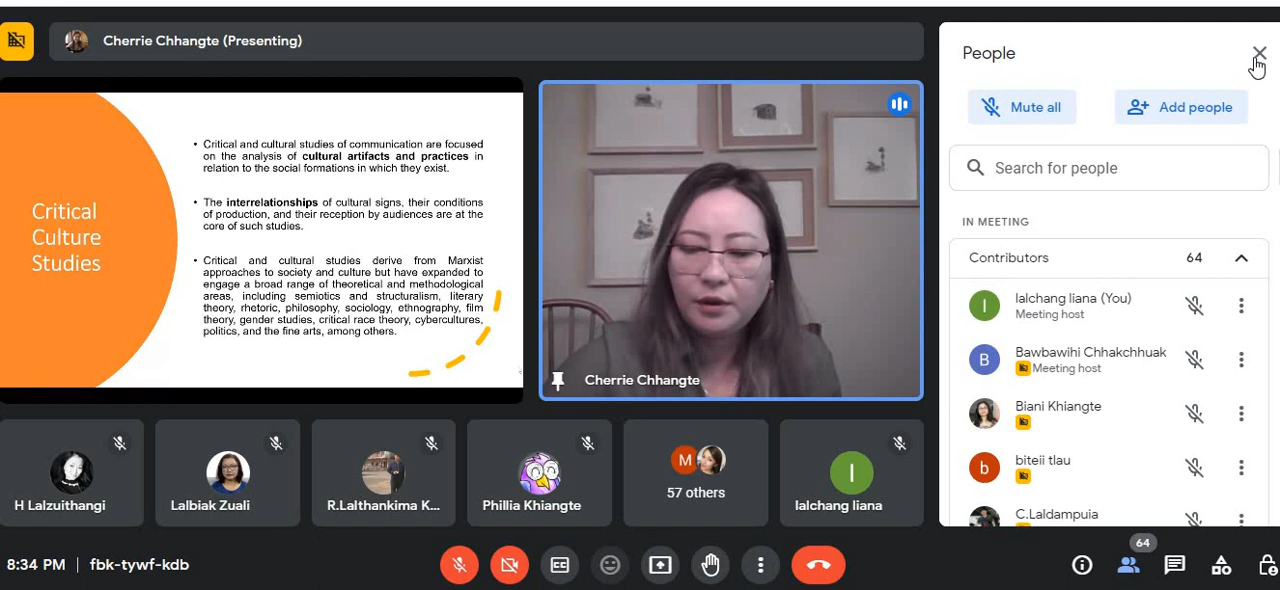 Cherrie Chhangte (Presenting)
Critical
Culture
Studies
• Critical and cultural studies of communication are focused
on the analysis of cultural artifacts and practices in
relation to the social formations in which they exist.
• The interrelationships of cultural signs, their conditions
of production, and their reception by audiences are at the
core of such studies.
• Critical and cultural studies derive from Marxist
approaches to society and culture but have expanded to
engage a broad range of theoretical and methodological
areas, including semiotics and structuralism, literary
theory, rhetoric, philosophy, sociology, ethnography, film
theory, gender studies, critical race theory, cybercultures,
politics, and the fine arts, among others.
Cherrie Chhangte
H Lalzuithangi
Lalbiak Zuali
R.Lalthankima K...
Phillia Khiangte
M
57 others
l
lalchang liana
People
Mute all
Add people
Search for people
IN MEETING
Contributors 64
l
lalchang liana (You)
Meeting host
B
Bawbawihi Chhakchhuak
Meeting host
Biani Khiangte
b
biteii tlau
C.Laldampuia
8:34 PM | fbk-tywf-kdb
CC
64